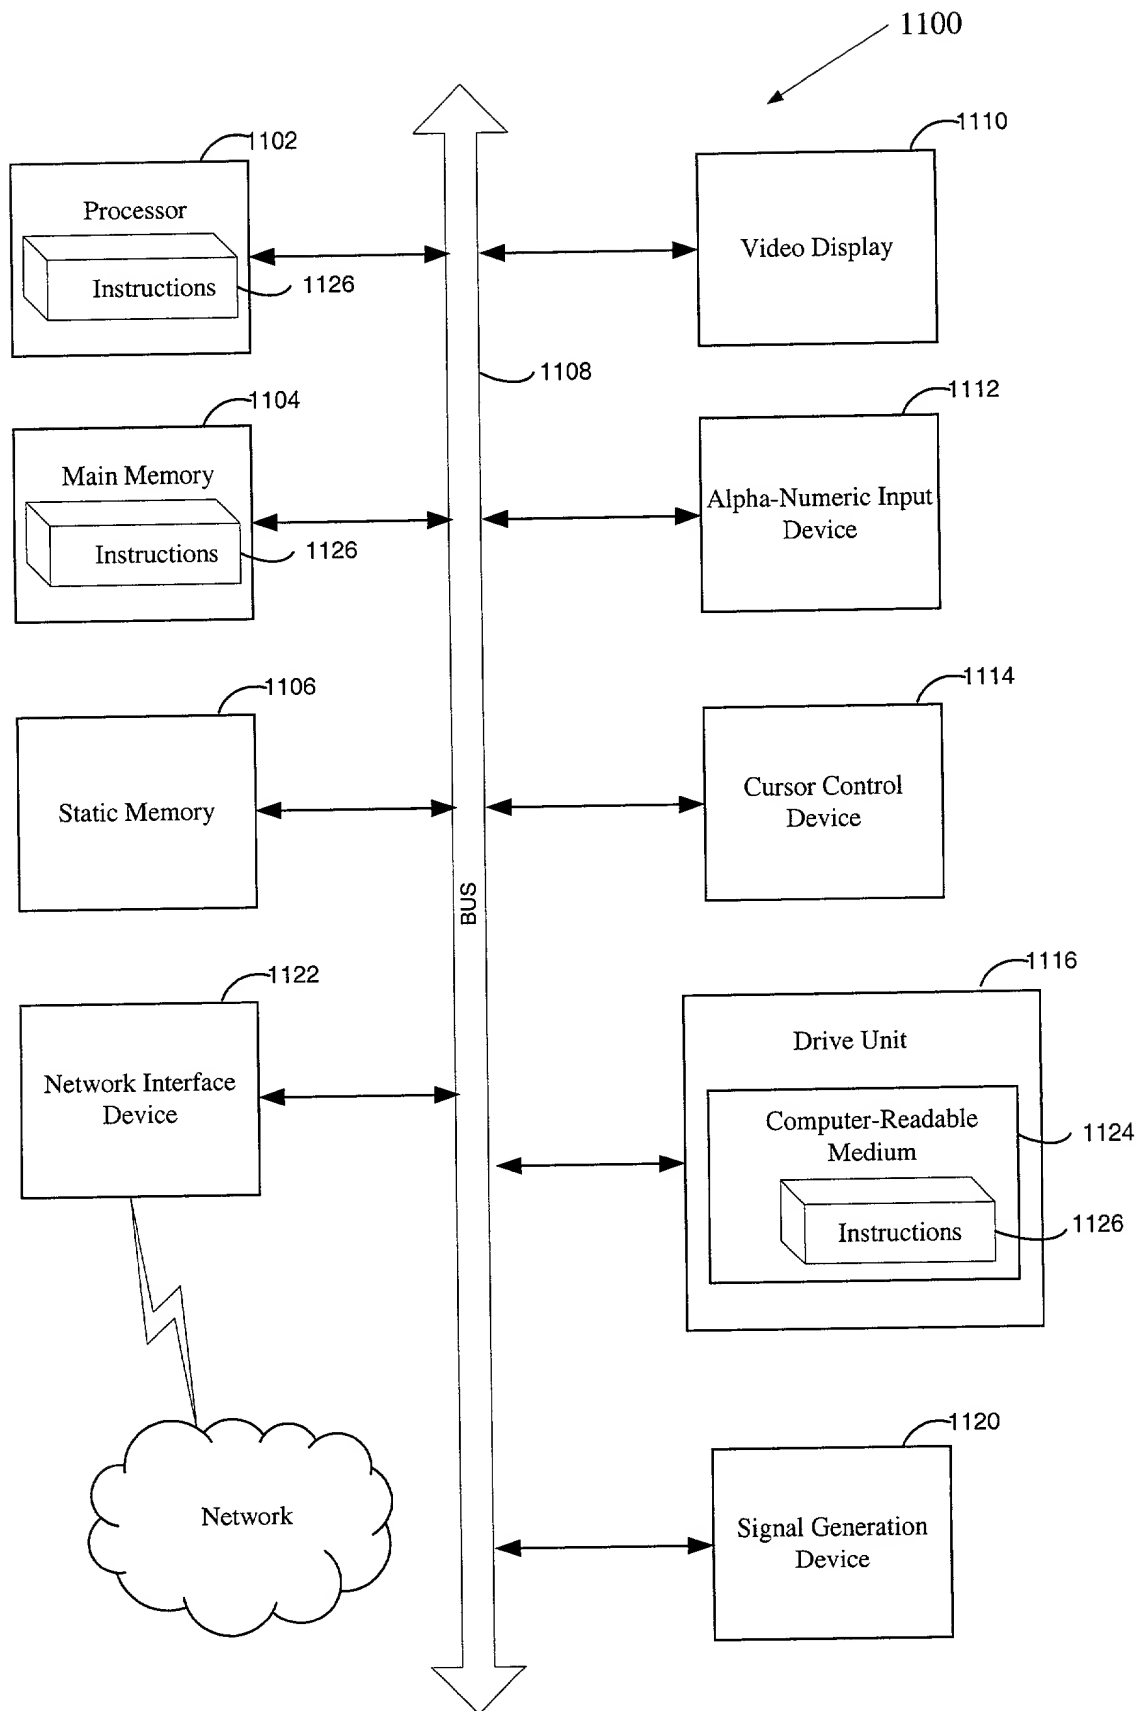 1100
1102
Processor
Instructions
1126
1110
Video Display
1108
1104
Main Memory
Instructions
1126
1112
Alpha-Numeric Input
Device
1106
Static Memory
1114
Cursor Control
Device
BUS
1122
Network Interface
Device
1116
Drive Unit
Computer-Readable
Medium
1124
Instructions
1126
Network
1120
Signal Generation
Device